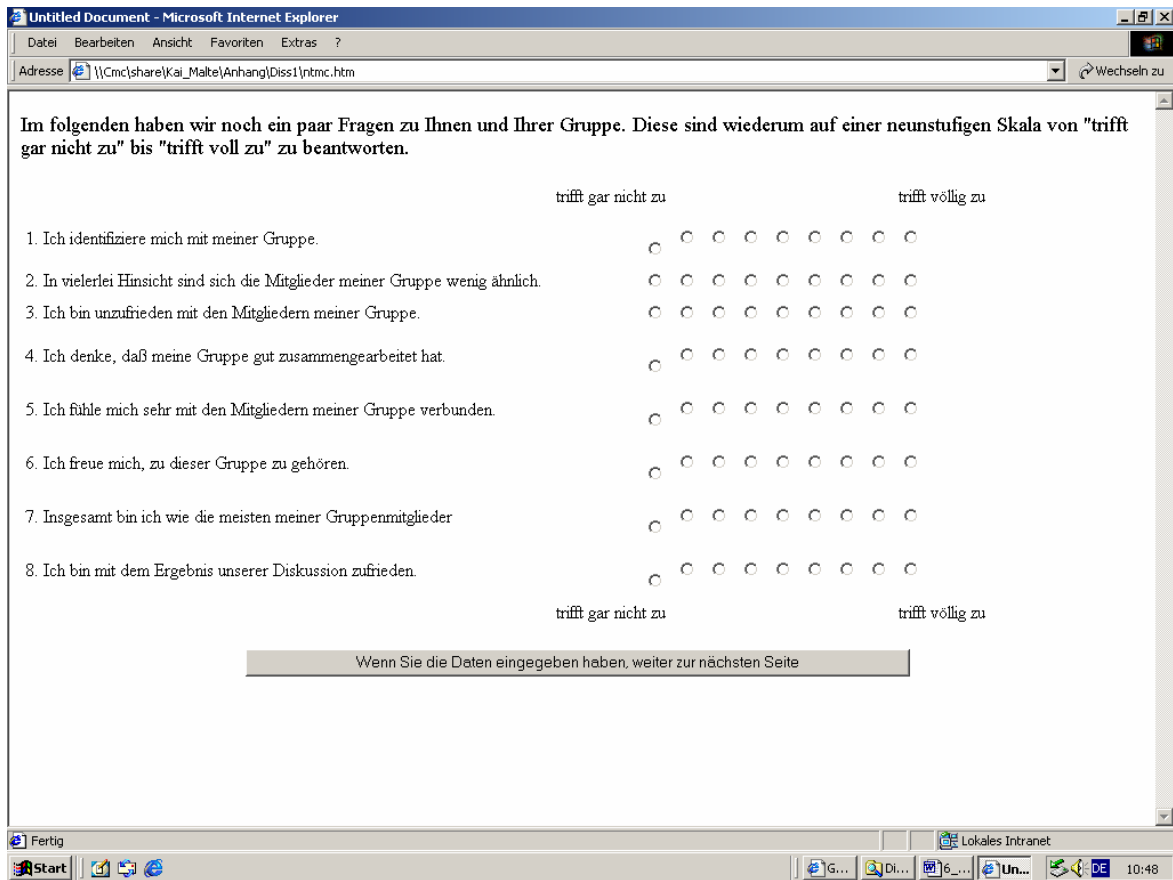 Untitled Document - Microsoft Internet Explorer
Datei Bearbeiten Ansicht Favoriten Extras ?
Adresse \\Cmc\share\Kai_Malte\Anhang\Diss1\ntmc.htm Wechseln zu
Im folgenden haben wir noch ein paar Fragen zu Ihnen und Ihrer Gruppe. Diese sind wiederum auf einer neunstufigen Skala von "trifft
gar nicht zu" bis "trifft voll zu" zu beantworten.
trifft gar nicht zu trifft völlig zu
1. Ich identifiziere mich mit meiner Gruppe.
2. In vielerlei Hinsicht sind sich die Mitglieder meiner Gruppe wenig ähnlich.
3. Ich bin unzufrieden mit den Mitgliedern meiner Gruppe.
4. Ich denke, daß meine Gruppe gut zusammengearbeitet hat.
5. Ich fühle mich sehr mit den Mitgliedern meiner Gruppe verbunden.
6. Ich freue mich, zu dieser Gruppe zu gehören.
7. Insgesamt bin ich wie die meisten meiner Gruppenmitglieder
8. Ich bin mit dem Ergebnis unserer Diskussion zufrieden.
trifft gar nicht zu trifft völlig zu
Wenn Sie die Daten eingegeben haben, weiter zur nächsten Seite
Fertig Lokales Intranet
Start G... Di... 6_... Un... DE 10:48